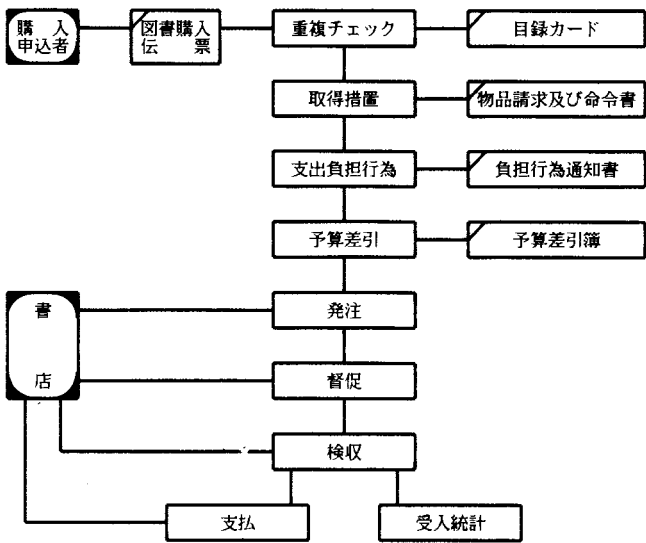 購入
申込者
図書購入
伝票
重複チェック
目録カード
取得措置
物品請求及び命令書
支出負担行為
負担行為通知書
予算差引
予算差引簿
書店
発注
督促
検収
支払
受入統計